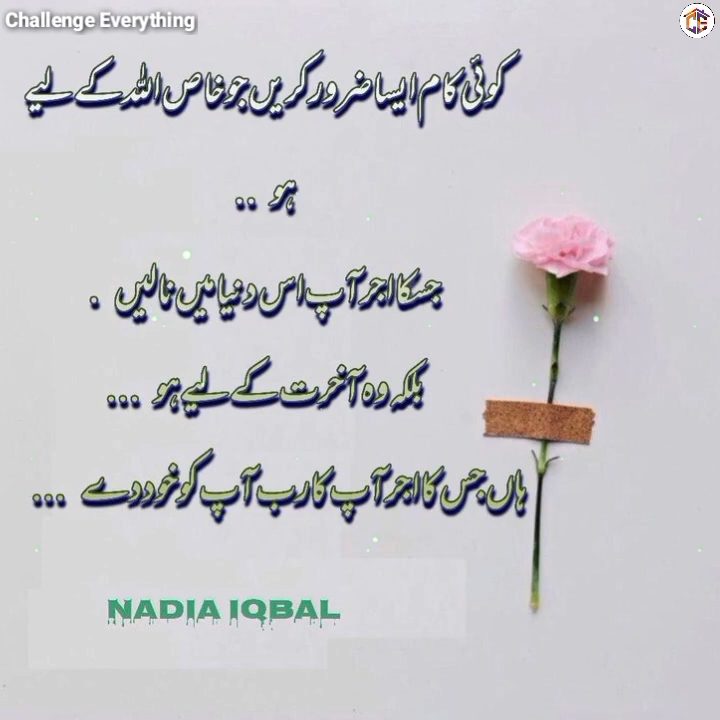 Challenge Everything
کوئی کام ایسا ضرور کریں جو خاص اللہ کے لیے
ہو ..
جسکا اجر آپ اس دنیا میں نا لیں .
بلکہ وہ آخرت کے لیے ہو ...
ہاں جس کا اجر آپ کا رب آپ کو خود دے ...
NADIA IQBAL